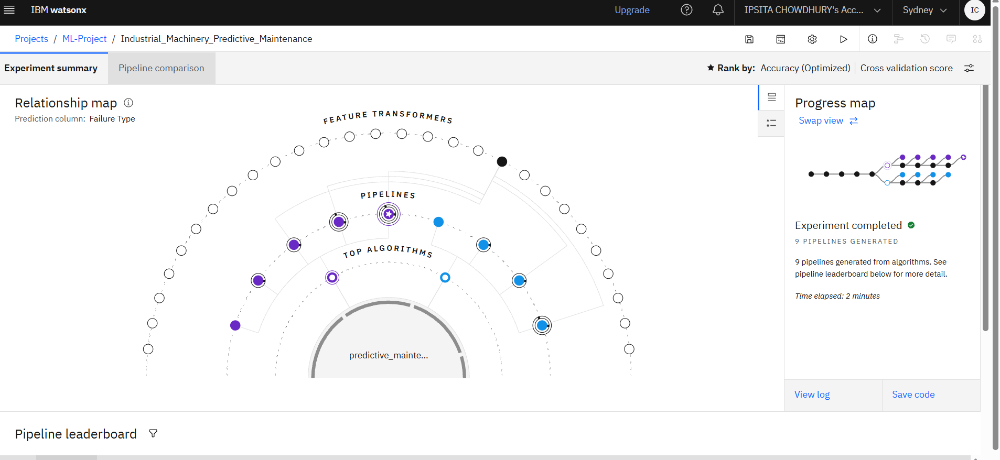 IBM watsonx
Upgrade
IPSITA CHOWDHURY's Acc...
Sydney
IC
Projects / ML-Project / Industrial_Machinery_Predictive_Maintenance
Experiment summary
Pipeline comparison
Rank by: Accuracy (Optimized) | Cross validation score
Relationship map
Prediction column: Failure Type
FEATURE TRANSFORMERS
PIPELINES
TOP ALGORITHMS
predictive_mainte...
Progress map
Swap view
Experiment completed
9 PIPELINES GENERATED
9 pipelines generated from algorithms. See
pipeline leaderboard below for more detail.
Time elapsed: 2 minutes
View log
Save code
Pipeline leaderboard